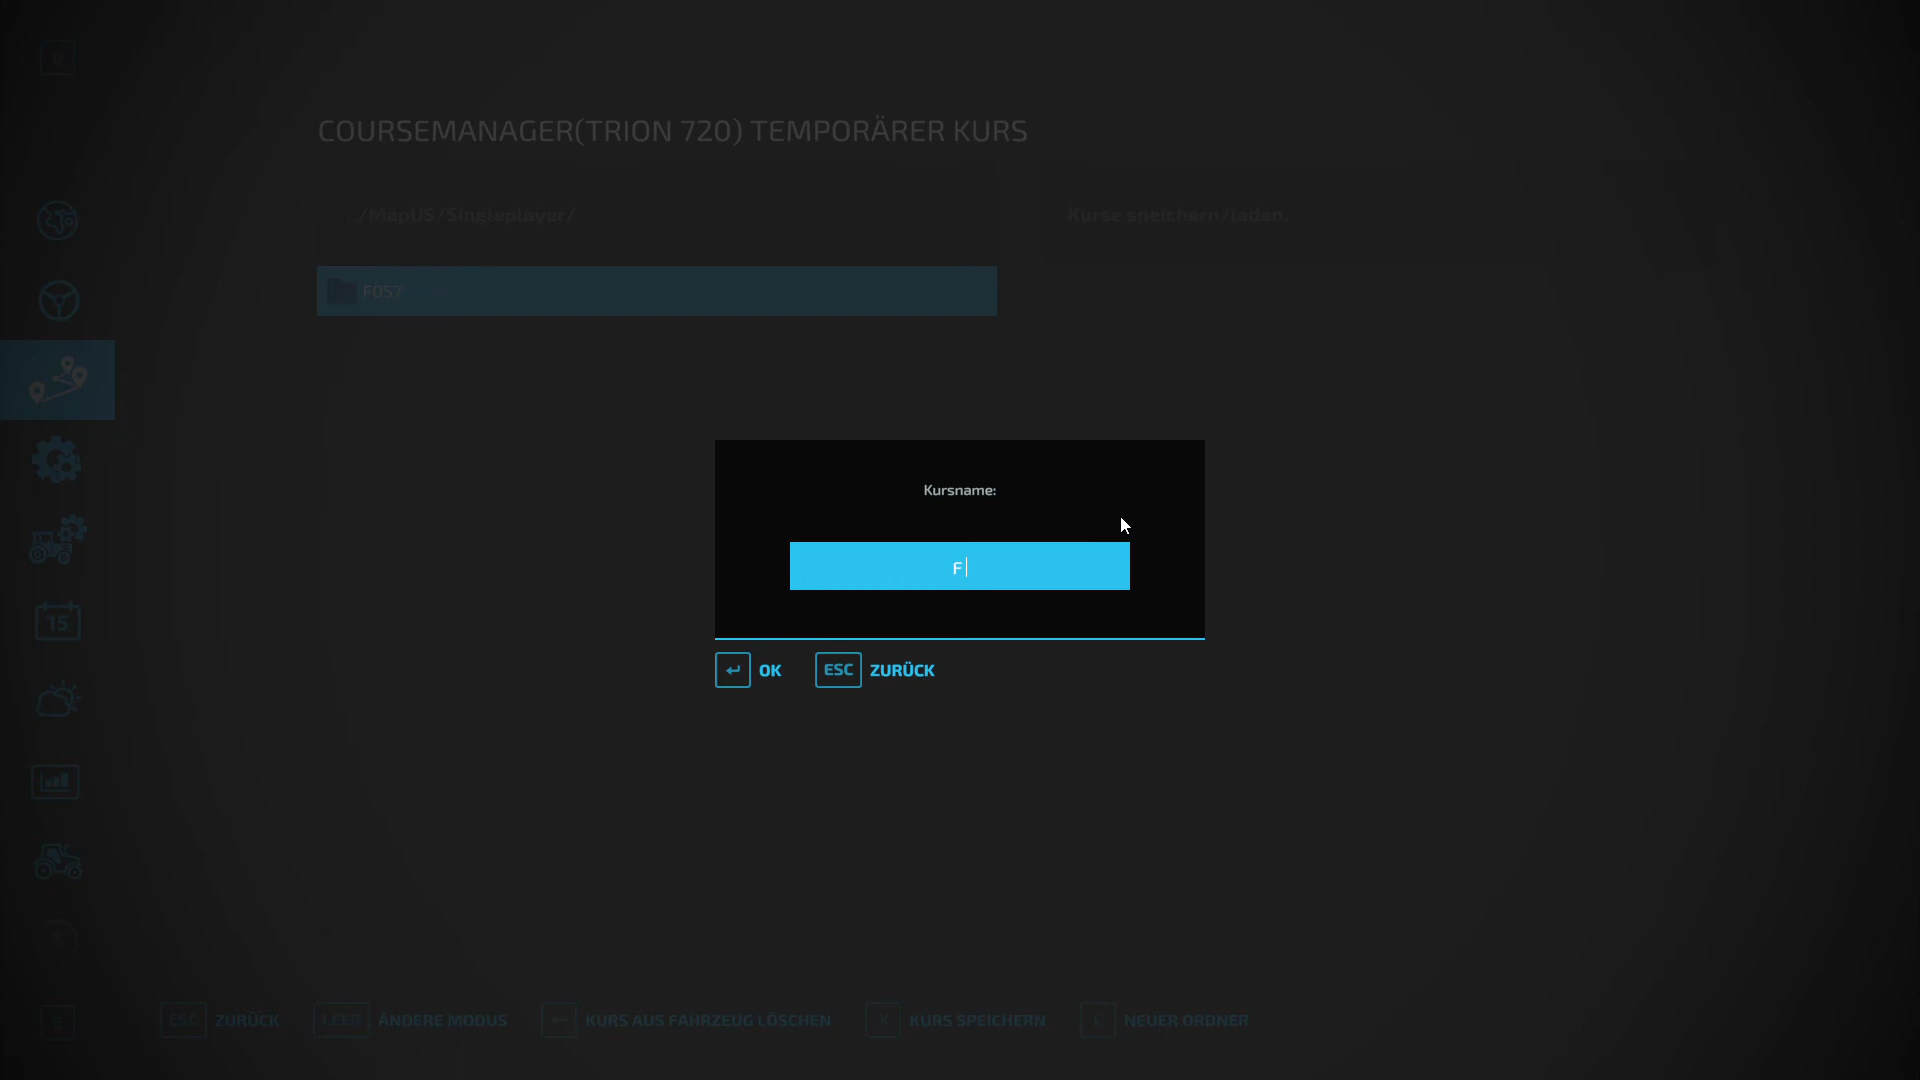 COURSEMANAGER(TRION 720) TEMPORÄRER KURS
../MapUS/Singleplayer/
Kurse speichern/laden.
F057
15
Kursname:
F
OK
ESC ZURÜCK
ESC ZURÜCK
LEER ÄNDERE MODUS
KURS AUS FAHRZEUG LÖSCHEN
X KURS SPEICHERN
NEUER ORDNER